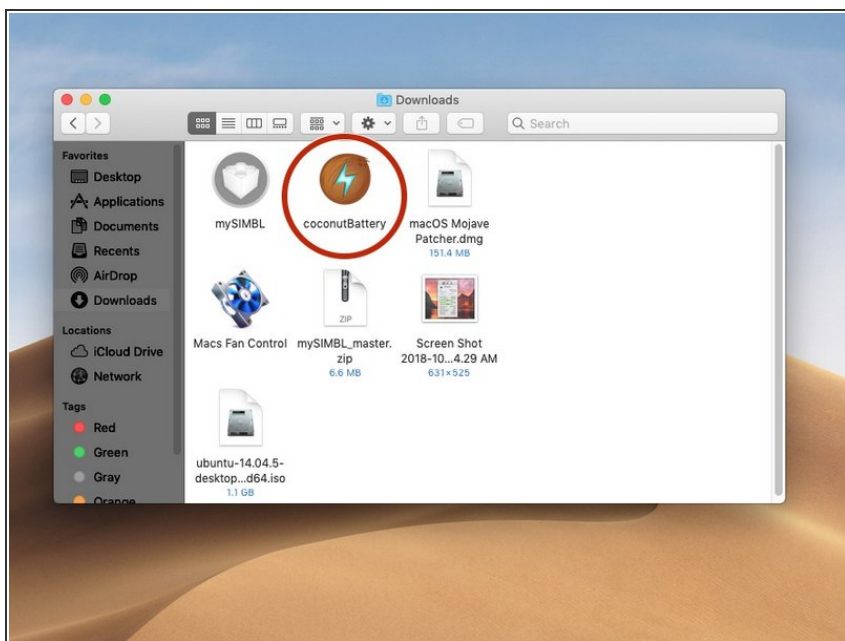 Downloads
Search
Favorites
Desktop
Applications
Documents
Recents
AirDrop
Downloads
Locations
iCloud Drive
Network
Tags
Red
Green
Gray
Orange
mySIMBL
coconutBattery
macOS Mojave
Patcher.dmg
151.4 MB
Macs Fan Control
ZIP
mySIMBL_master.
zip
6.6 MB
Screen Shot
2018-10...4.29 AM
631×525
ubuntu-14.04.5-
desktop...d64.iso
1.1 GB